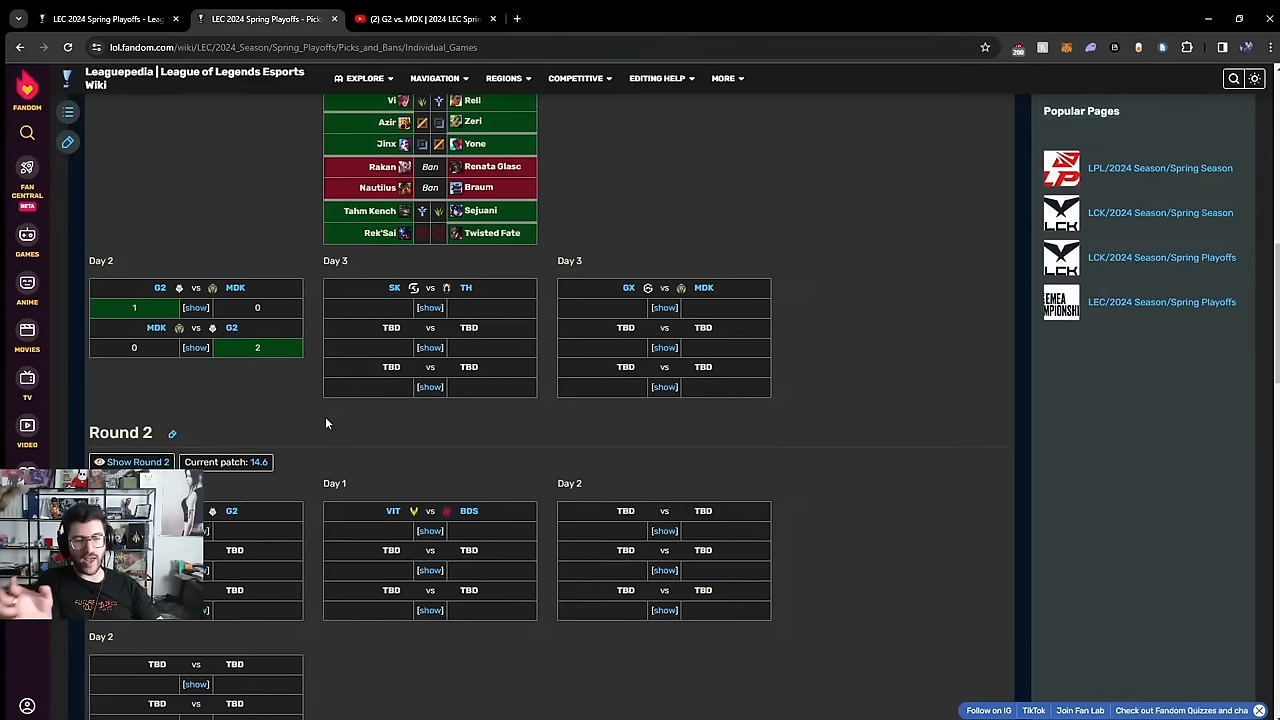 LEC 2024 Spring Playoffs - Leag
LEC 2024 Spring Playoffs - Picks
(2) G2 vs. MDK | 2024 LEC Sprin
lol.fandom.com/wiki/LEC/2024_Season/Spring_Playoffs/Picks_and_Bans/Individual_Games
200
Leaguepedia | League of Legends Esports Wiki
EXPLORE
NAVIGATION
REGIONS
COMPETITIVE
EDITING HELP
MORE
FANDOM
FAN CENTRAL
BETA
GAMES
ANIME
MOVIES
TV
VIDEO
Vi Rell
Azir Zeri
Jinx Yone
Rakan Ban Renata Glasc
Nautilus Ban Braum
Tahm Kench Sejuani
Rek'Sai Twisted Fate
Day 2
G2 vs MDK
1 [show] 0
MDK vs G2
0 [show] 2
Day 3
SK vs TH
[show]
TBD vs TBD
[show]
TBD vs TBD
[show]
Day 3
GX vs MDK
[show]
TBD vs TBD
[show]
TBD vs TBD
[show]
Round 2
Show Round 2
Current patch: 14.6
G2
TBD
TBD
Day 1
VIT vs BDS
[show]
TBD vs TBD
[show]
TBD vs TBD
[show]
Day 2
TBD vs TBD
[show]
TBD vs TBD
[show]
TBD vs TBD
[show]
Day 2
TBD vs TBD
[show]
TBD vs TBD
Popular Pages
LPL/2024 Season/Spring Season
LCK/2024 Season/Spring Season
LCK/2024 Season/Spring Playoffs
LEC/2024 Season/Spring Playoffs
Follow on IG
TikTok
Join Fan Lab
Check out Fandom Quizzes and cha